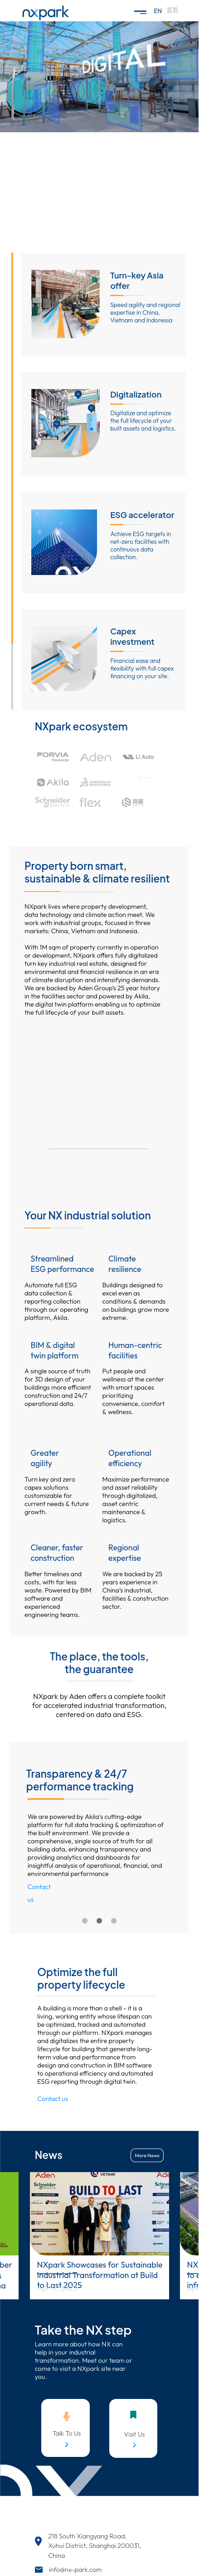 nxpark
EN
DIGITAL
Turn-key Asia
offer
Speed agility and regional
expertise in China,
Vietnam and Indonesia
Digitalization
Digitalize and optimize
the full lifecycle of your
built assets and logistics.
ESG accelerator
Achieve ESG targets in
net-zero facilities with
continuous data
collection.
Capex
investment
Financial ease and
flexibility with full capex
financing on your site.
NXpark ecosystem
FORVIA
faurecia
Aden
Li Auto
Akila
Schneider
Electric
flex
Property born smart,
sustainable & climate resilient
NXpark lives where property development,
data technology and climate action meet. We
work with industrial groups, focused in three
markets: China, Vietnam and Indonesia.
With 1M sqm of property currently in operation
or development, NXpark offers fully digitalized
turn key industrial real estate, designed for
environmental and financial resilience in an era
of climate disruption and intensifying demands.
We are backed by Aden Group's 25 year history
in the facilities sector and powered by Akila,
the digital twin platform enabling us to optimize
the full lifecycle of your built assets.
Your NX industrial solution
Streamlined
ESG performance
Automate full ESG
data collection &
reporting collection
through our operating
platform, Akila.
Climate
resilience
Buildings designed to
excel even as
conditions & demands
on buildings grow more
extreme.
BIM & digital
twin platform
A single source of truth
for 3D design of your
buildings more efficient
construction and 24/7
operational data.
Human-centric
facilities
Put people and
wellness at the center
with smart spaces
prioritizing
convenience, comfort
& wellness.
Greater
agility
Turn key and zero
capex solutions
customizable for
current needs & future
growth.
Operational
efficiency
Maximize performance
and asset reliability
through digitalized,
asset centric
maintenance &
logistics.
Cleaner, faster
construction
Better timelines and
costs, with far less
waste. Powered by BIM
software and
experienced
engineering teams.
Regional
expertise
We are backed by 25
years experience in
China's industrial,
facilities & construction
sector.
The place, the tools,
the guarantee
NXpark by Aden offers a complete toolkit
for accelerated industrial transformation,
centered on data and ESG.
Transparency & 24/7
performance tracking
We are powered by Akila's cutting-edge
platform for full data tracking & optimization of
the built environment. We provide a
comprehensive, single source of truth for all
building data, enhancing transparency and
providing analytics and dashboards for
insightful analysis of operational, financial, and
environmental performance
Contact
us
Optimize the full
property lifecycle
A building is more than a shell - it is a
living, working entity whose lifespan can
be optimized, tracked and automated
through our platform. NXpark manages
and digitalizes the entire property
lifecycle for building that generate long-
term value and performance from
design and construction in BIM software
to operational efficiency and automated
ESG reporting through digital twin.
Contact us
News
More News
Aden
VIETNAM
BUILD TO LAST
NXpark Showcases for Sustainable
Industrial Transformation at Build
to Last 2025
Take the NX step
Learn more about how NX can
help in your industrial
transformation. Meet our team or
come to visit a NXpark site near
you.
Talk To Us
Visit Us
218 South Xiangyang Road,
Xuhui District, Shanghai 200031,
China
info@nx-park.com